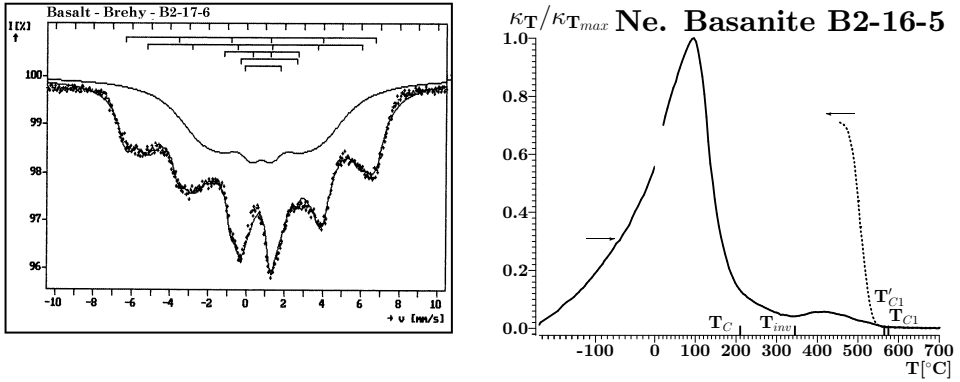 Basalt - Brehy - B2-17-6
I[%]
100
99
98
97
96
-10 -8 -6 -4 -2 0 2 4 6 8 10
→ υ [mm/s]
κT/κTmax Ne. Basanite B2-16-5
1.0
0.8
0.6
0.4
0.2
0.0
T′C1
TC Tinv TC1
-100 0 100 200 300 400 500 600 700
T[°C]